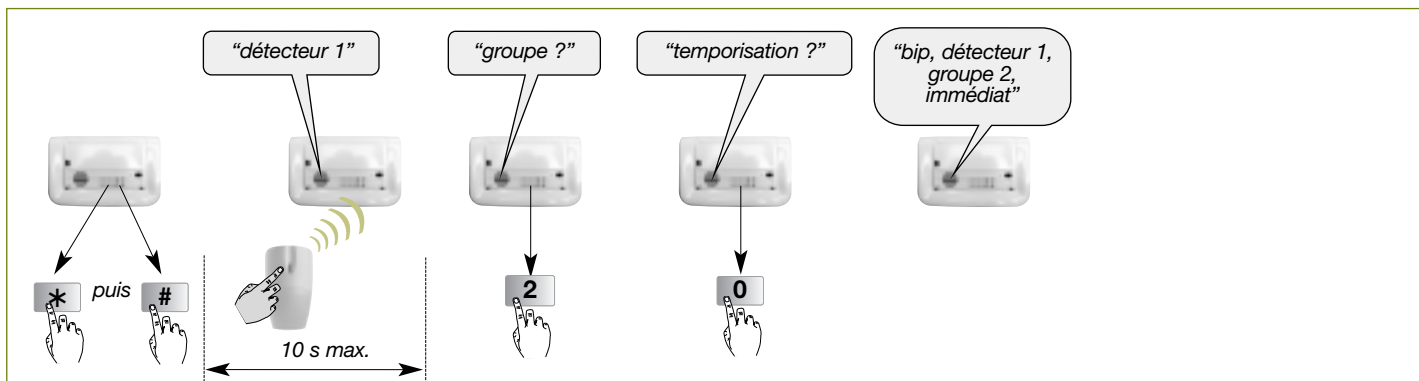 “détecteur 1”
“groupe ?”
“temporisation ?”
“bip, détecteur 1,
groupe 2,
immédiat”
* puis #
2
0
10 s max.